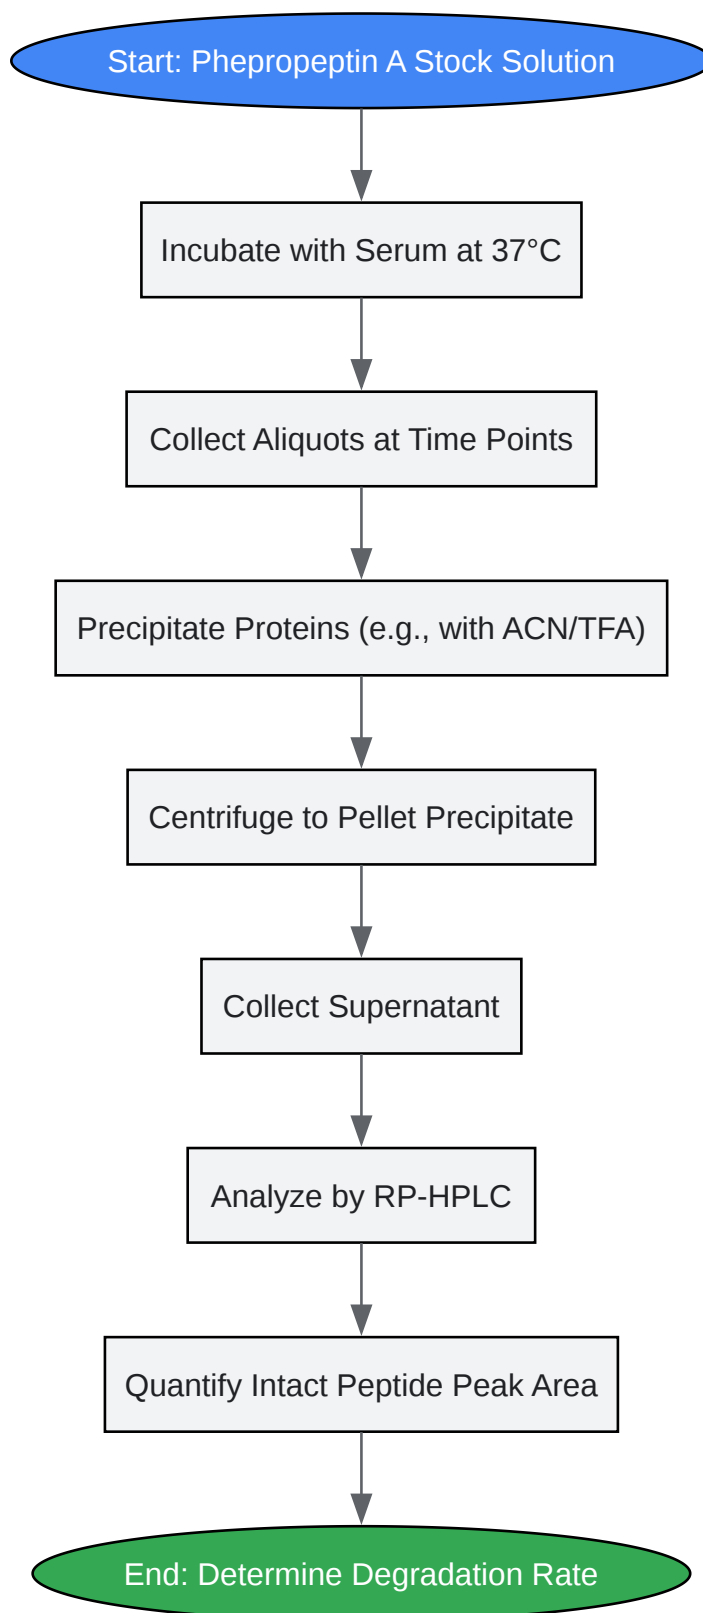 Start: Phepropeptin A Stock Solution
Incubate with Serum at 37°C
Collect Aliquots at Time Points
Precipitate Proteins (e.g., with ACN/TFA)
Centrifuge to Pellet Precipitate
Collect Supernatant
Analyze by RP-HPLC
Quantify Intact Peptide Peak Area
End: Determine Degradation Rate